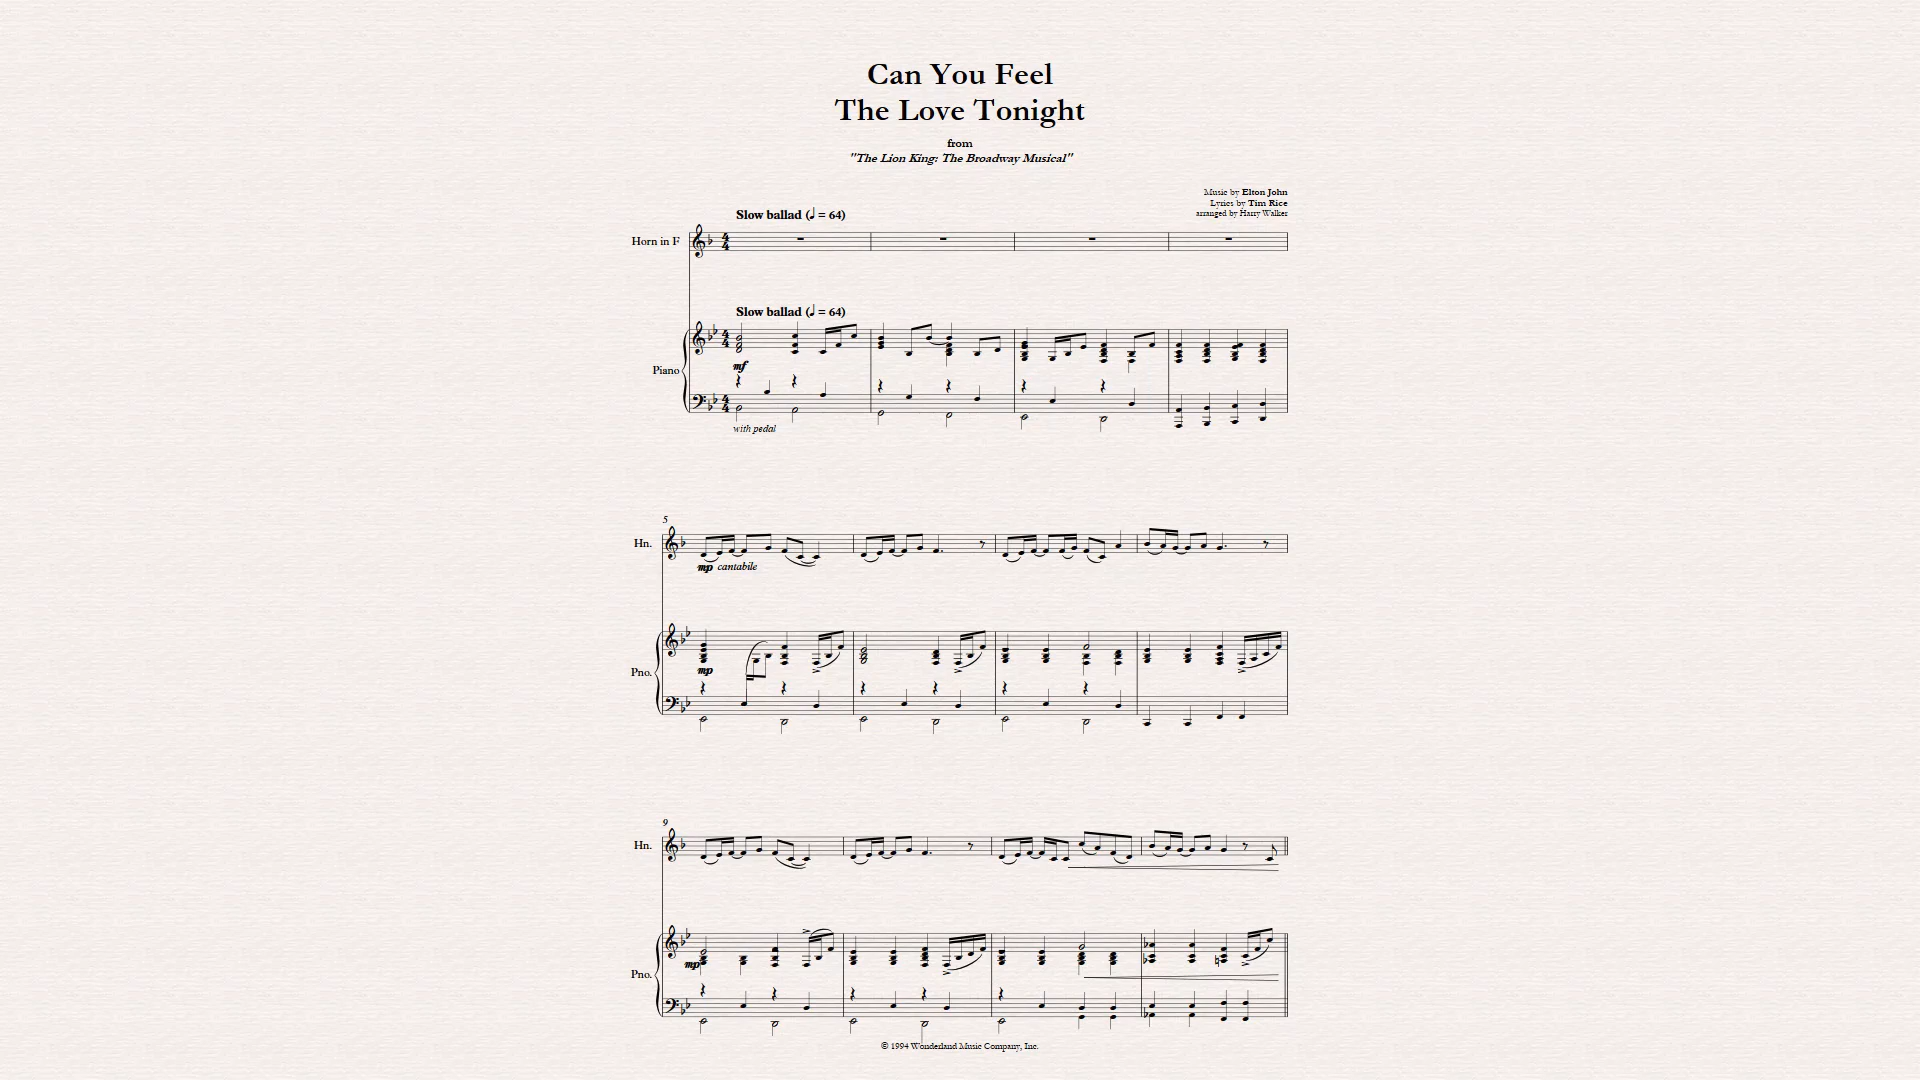 Can You Feel
The Love Tonight
from
"The Lion King: The Broadway Musical"
Music by Elton John
Lyrics by Tim Rice
arranged by Harry Walker
Slow ballad (♩ = 64)
Horn in F
Slow ballad (♩ = 64)
Piano
mf
with pedal
5
Hn.
mp cantabile
Pno.
mp
9
Hn.
Pno.
mp
© 1994 Wonderland Music Company, Inc.